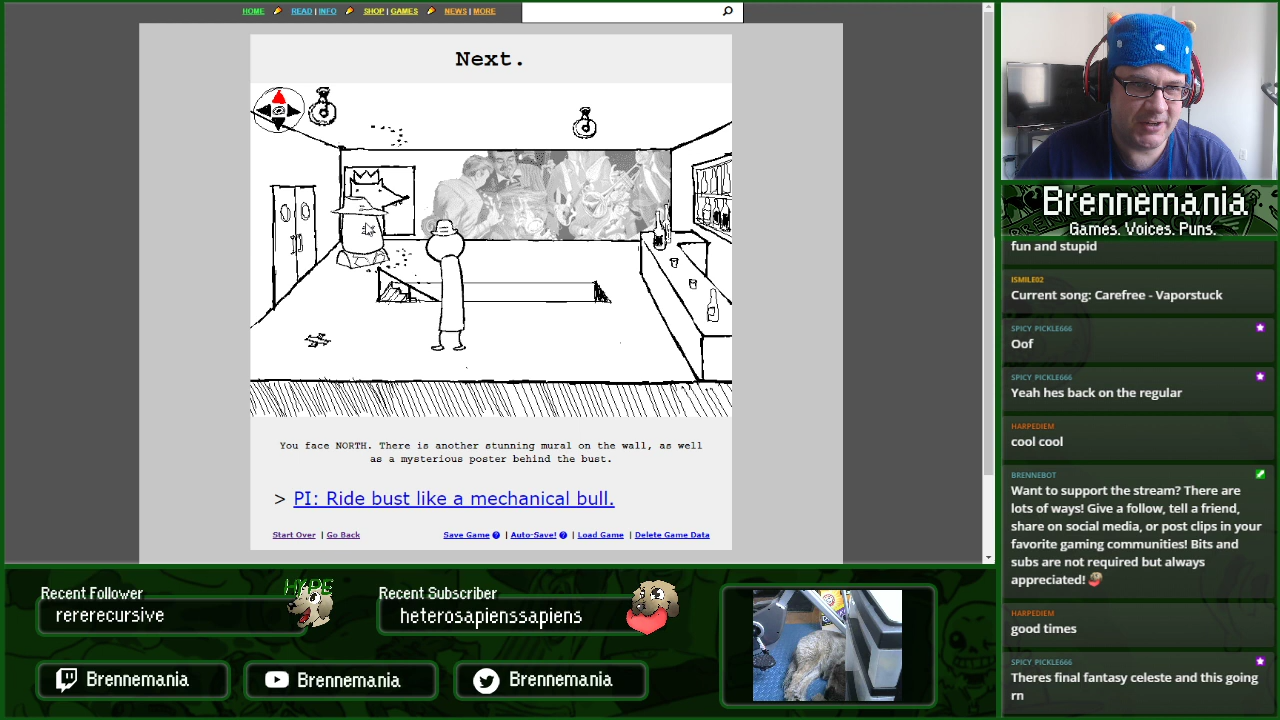 HOME READ | INFO SHOP | GAMES NEWS | MORE
Next.
You face NORTH. There is another stunning mural on the wall, as well
as a mysterious poster behind the bust.
> PI: Ride bust like a mechanical bull.
Start Over | Go Back Save Game ? | Auto-Save! ? | Load Game | Delete Game Data
Brennemania
Games. Voices. Puns.
fun and stupid
ISMILE02
Current song: Carefree - Vaporstuck
SPICY PICKLE666
Oof
SPICY PICKLE666
Yeah hes back on the regular
HARPEDIEM
cool cool
BRENNEBOT
Want to support the stream? There are
lots of ways! Give a follow, tell a friend,
share on social media, or post clips in your
favorite gaming communities! Bits and
subs are not required but always
appreciated!
HARPEDIEM
good times
SPICY PICKLE666
Theres final fantasy celeste and this going
rn
Recent Follower
HYPE
rererecursive
Recent Subscriber
heterosapienssapiens
Brennemania
Brennemania
Brennemania